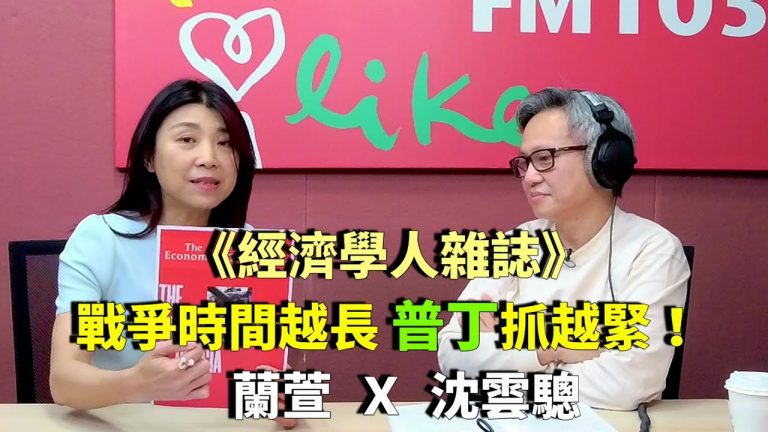 FM103
like
The
Economist
THE
《經濟學人雜誌》
戰爭時間越長 普丁抓越緊！
蘭萱 X 沈雲驄